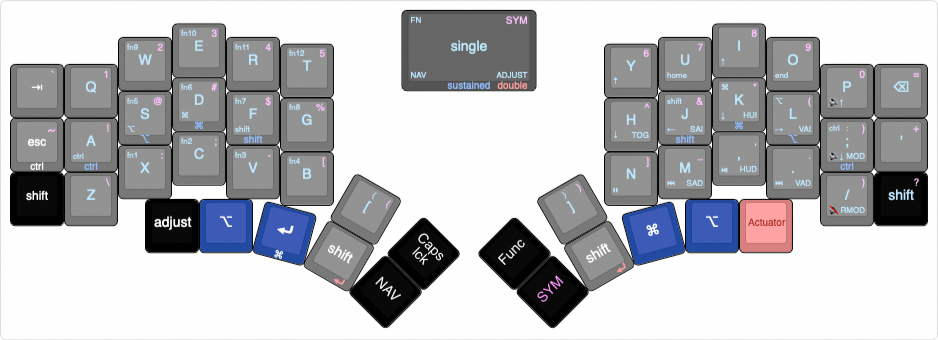 FN SYM
single
NAV ADJUST
sustained double
⇥ `
Q 1
fn9 2
W
fn10 3
E
fn11 4
R
fn12 5
T
6
Y
↑
7
U
home
8
I
↑
9
O
end
0
P
↑
=
⌫
~
esc
ctrl
!
A
ctrl
ctrl
fn5 @
S
⌥
fn6 #
D
⌘
⌘
fn7 $
F
shift
shift
fn8 %
G
^
H
↓ TOG
shift &
J
← SAI
shift
⌘ *
K
↓ HUI
⌘
⌥ (
L
→ VAI
⌥
ctrl : )
;
↓ MOD
ctrl
+
'
shift
\
Z
fn1 :
X ;
fn2 ;
C
fn3
V -
fn4 [
B
]
N
"
M _
⏮ SAD
, '
⏭ HUD
.
⏭ VAD
)
/
RMOD
?
shift
adjust
⌥
↵
⌘
{ (
[
shift
↵
Caps
lck
NAV
Func
SYM
} )
]
shift
↵
⌘
⌥
Actuator